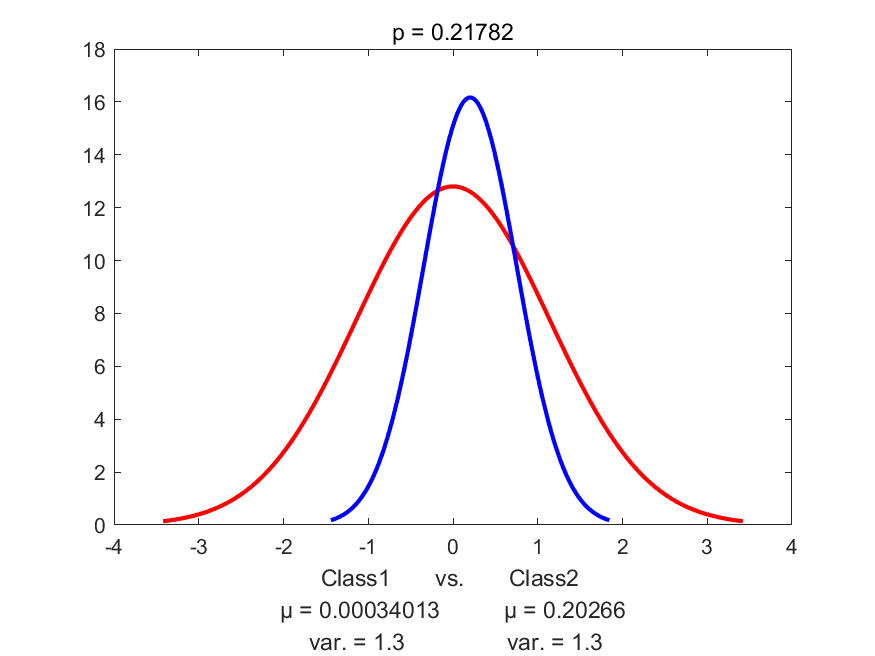 p = 0.21782
18
16
14
12
10
8
6
4
2
0
-4 -3 -2 -1 0 1 2 3 4
Class1 vs. Class2
μ = 0.00034013 μ = 0.20266
var. = 1.3 var. = 1.3